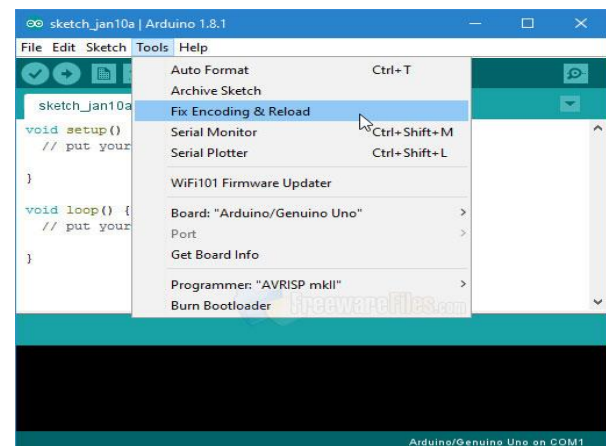 sketch_jan10a | Arduino 1.8.1
File Edit Sketch Tools Help
sketch_jan10a
void setup()
// put your
}
void loop() {
// put your
}
Auto Format Ctrl+T
Archive Sketch
Fix Encoding & Reload
Serial Monitor Ctrl+Shift+M
Serial Plotter Ctrl+Shift+L
WiFi101 Firmware Updater
Board: "Arduino/Genuino Uno"
Port
Get Board Info
Programmer: "AVRISP mkII"
Burn Bootloader
FreewareFiles.com
Arduino/Genuino Uno on COM1